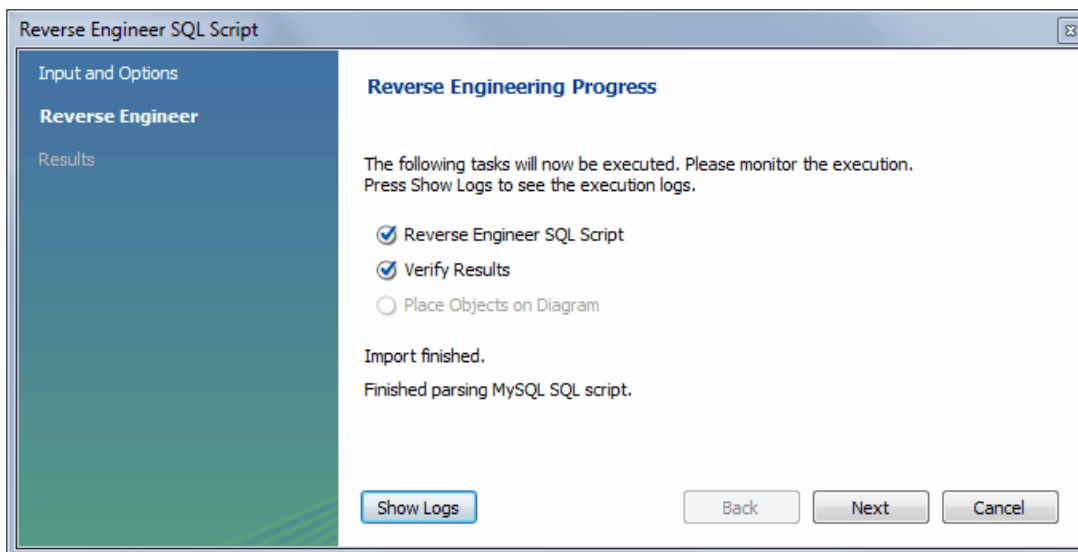 Reverse Engineer SQL Script
Input and Options
Reverse Engineer
Results
Reverse Engineering Progress
The following tasks will now be executed. Please monitor the execution.
Press Show Logs to see the execution logs.
Reverse Engineer SQL Script
Verify Results
Place Objects on Diagram
Import finished.
Finished parsing MySQL SQL script.
Show Logs
Back
Next
Cancel